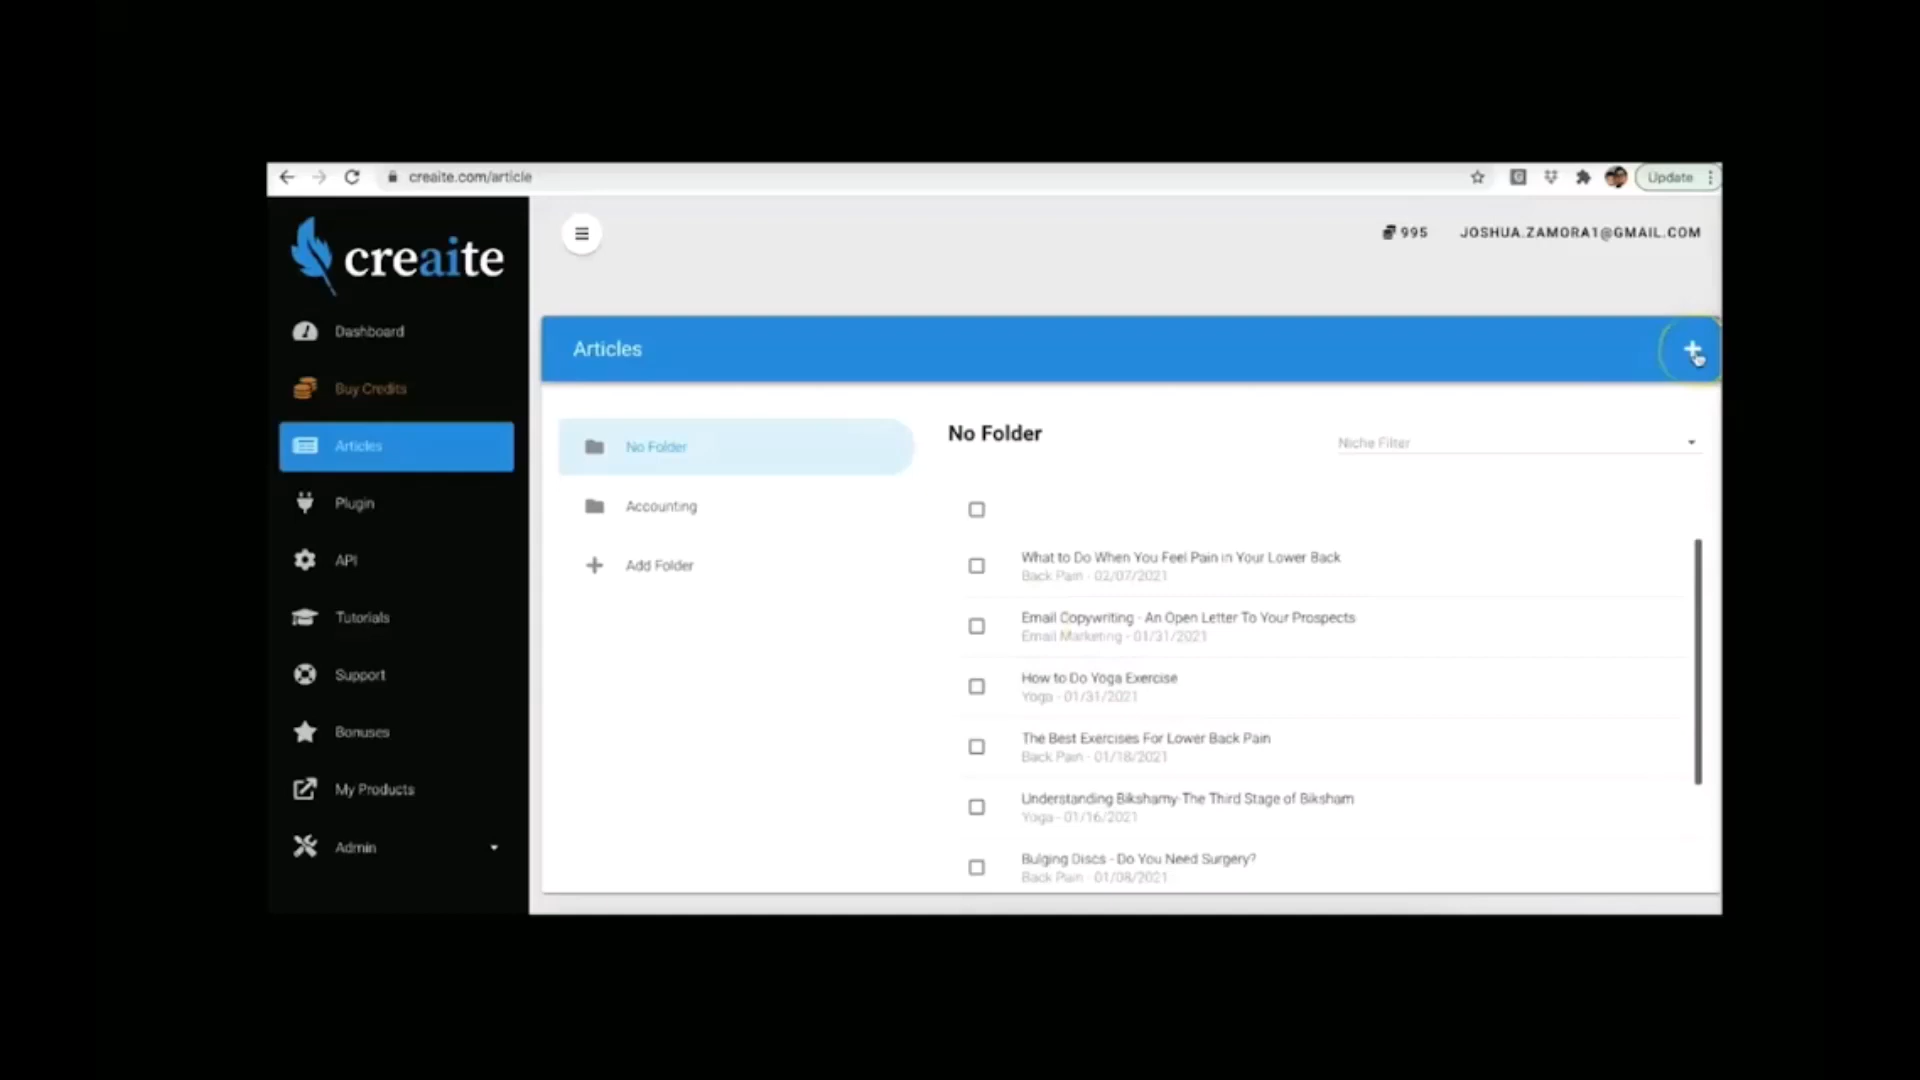 creaite.com/article
Update
creaite
995
JOSHUA.ZAMORA1@GMAIL.COM
Dashboard
Buy Credits
Articles
Plugin
API
Tutorials
Support
Bonuses
My Products
Admin
Articles
No Folder
Accounting
Add Folder
No Folder
Niche Filter
What to Do When You Feel Pain in Your Lower Back
Back Pain - 02/07/2021
Email Copywriting - An Open Letter To Your Prospects
Email Marketing - 01/31/2021
How to Do Yoga Exercise
Yoga - 01/31/2021
The Best Exercises For Lower Back Pain
Back Pain - 01/18/2021
Understanding Bikshamy-The Third Stage of Biksham
Yoga - 01/16/2021
Bulging Discs - Do You Need Surgery?
Back Pain - 01/08/2021